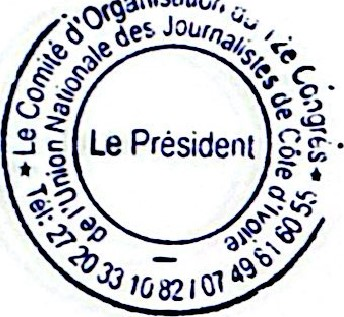 Le Comité d'Organisation du 12e Congrès
de l'Union Nationale des Journalistes de Côte d'Ivoire
Le Président
Tél: 27 20 33 10 82 / 07 49 81 60 55